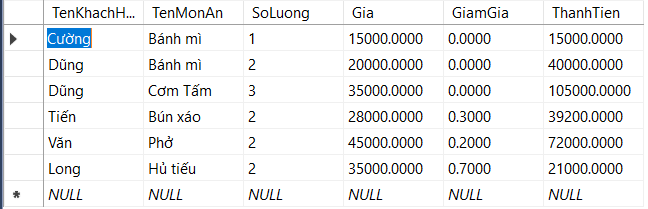 TenKhachH... TenMonAn SoLuong Gia GiamGia ThanhTien
Cường Bánh mì 1 15000.0000 0.0000 15000.0000
Dũng Bánh mì 2 20000.0000 0.0000 40000.0000
Dũng Cơm Tấm 3 35000.0000 0.0000 105000.0000
Tiến Bún xáo 2 28000.0000 0.3000 39200.0000
Văn Phở 2 45000.0000 0.2000 72000.0000
Long Hủ tiếu 2 35000.0000 0.7000 21000.0000
NULL NULL NULL NULL NULL NULL